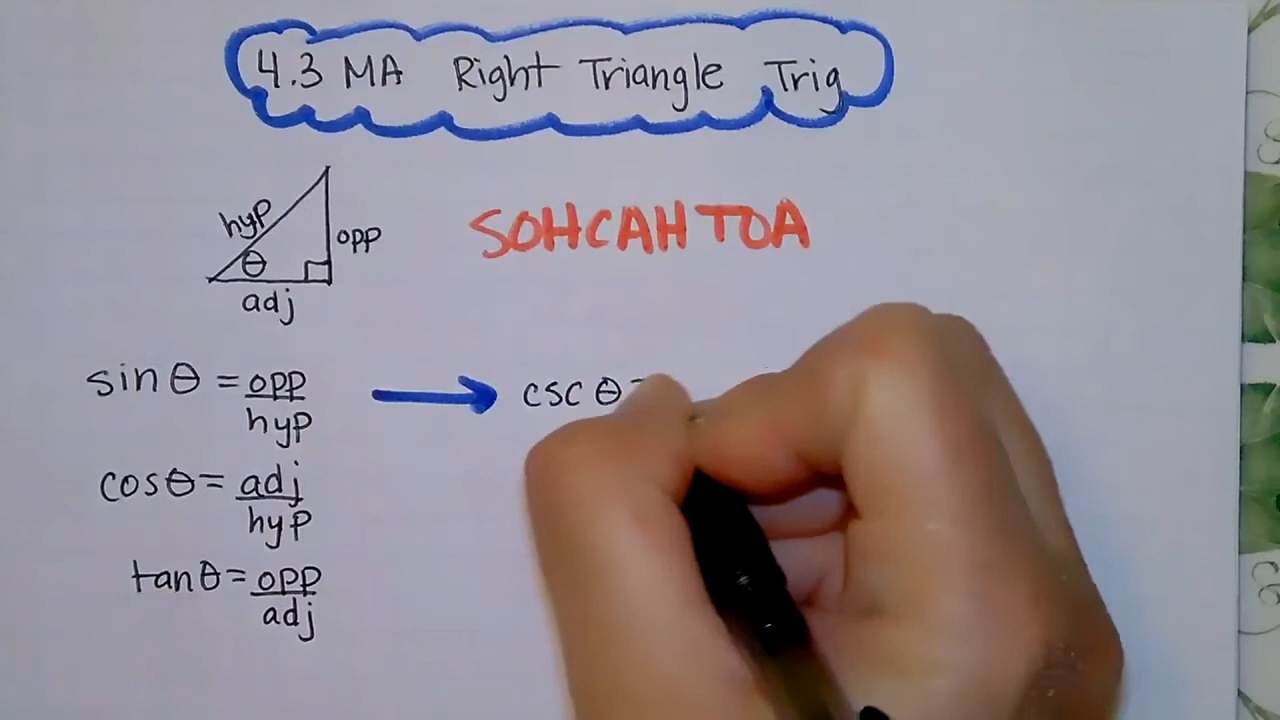 4.3 MA Right Triangle Trig
hyp
opp
θ
adj
SOHCAHTOA
sin θ = opp
hyp
csc θ =
cos θ = adj
hyp
tan θ = opp
adj